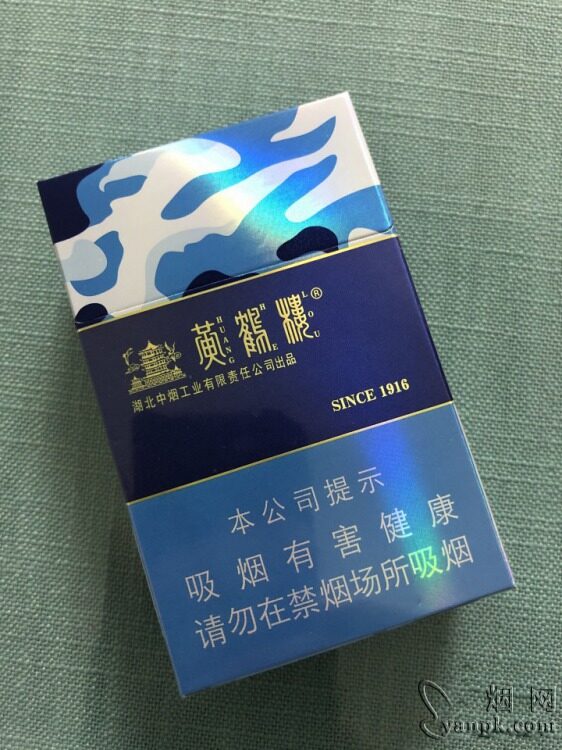 黄鹤楼®
HUANG HE LOU
湖北中烟工业有限责任公司出品
SINCE 1916
本公司提示
吸烟有害健康
请勿在禁烟场所吸烟
烟网
yanpk.com